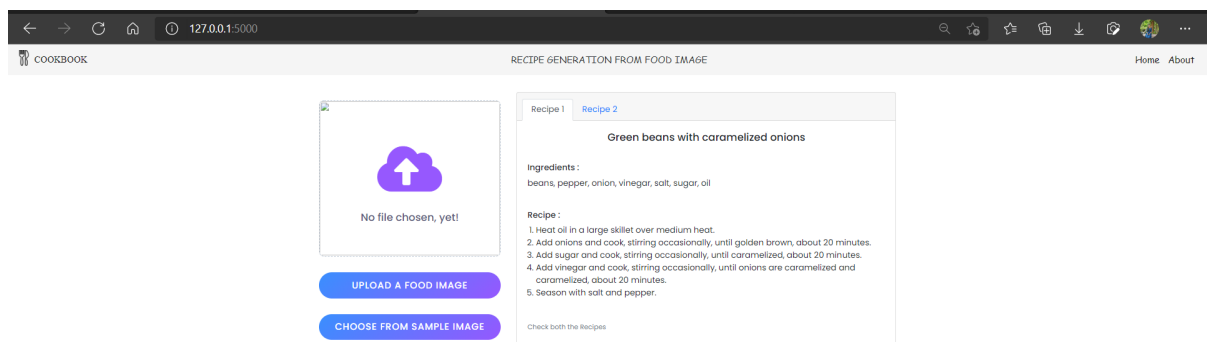 127.0.0.1:5000
COOKBOOK
RECIPE GENERATION FROM FOOD IMAGE
Home About
No file chosen, yet!
UPLOAD A FOOD IMAGE
CHOOSE FROM SAMPLE IMAGE
Recipe 1 Recipe 2
Green beans with caramelized onions
Ingredients :
beans, pepper, onion, vinegar, salt, sugar, oil
Recipe :
1. Heat oil in a large skillet over medium heat.
2. Add onions and cook, stirring occasionally, until golden brown, about 20 minutes.
3. Add sugar and cook, stirring occasionally, until caramelized, about 20 minutes.
4. Add vinegar and cook, stirring occasionally, until onions are caramelized and
caramelized, about 20 minutes.
5. Season with salt and pepper.
Check both the Recipes